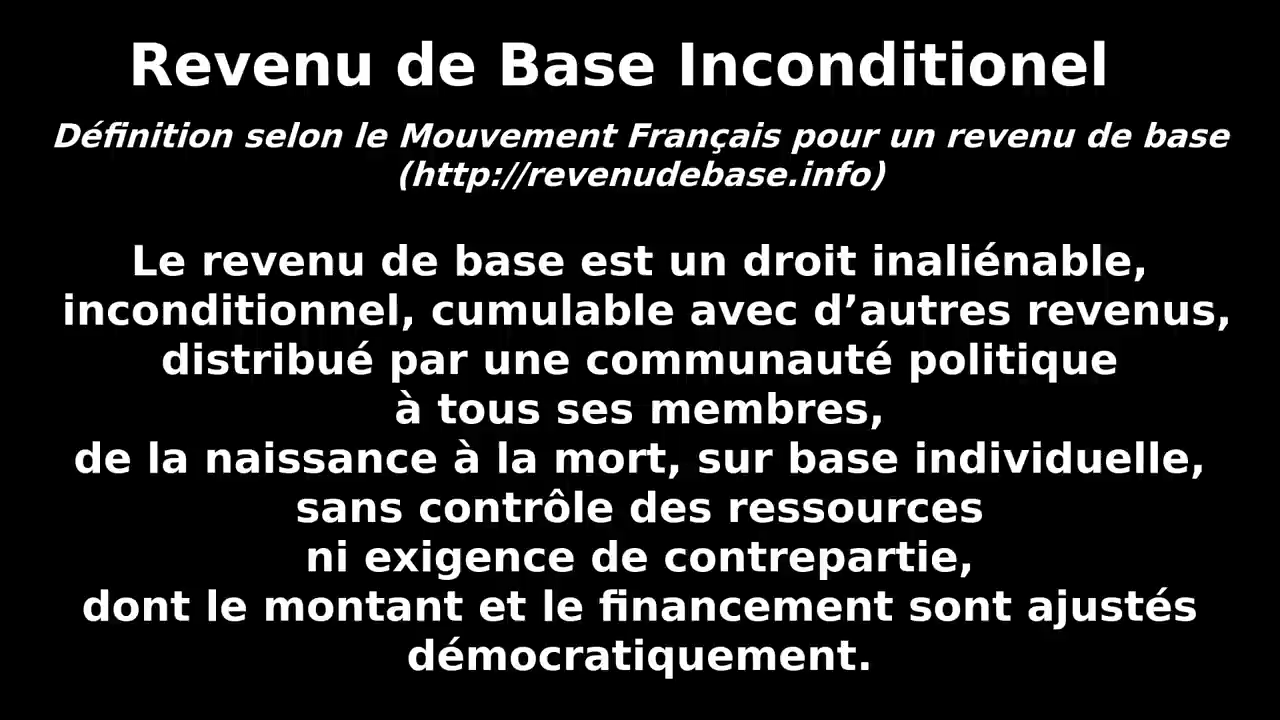 Revenu de Base Inconditionel
Définition selon le Mouvement Français pour un revenu de base
(http://revenudebase.info)
Le revenu de base est un droit inaliénable,
inconditionnel, cumulable avec d’autres revenus,
distribué par une communauté politique
à tous ses membres,
de la naissance à la mort, sur base individuelle,
sans contrôle des ressources
ni exigence de contrepartie,
dont le montant et le financement sont ajustés
démocratiquement.